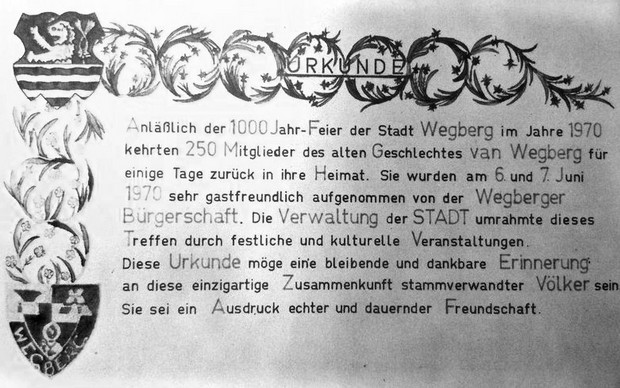 URKUNDE
Anläßlich der 1000 Jahr-Feier der Stadt Wegberg im Jahre 1970
kehrten 250 Mitglieder des alten Geschlechtes van Wegberg für
einige Tage zurück in ihre Heimat. Sie wurden am 6. und 7. Juni
1970 sehr gastfreundlich aufgenommen von der Wegberger
Bürgerschaft. Die Verwaltung der STADT umrahmte dieses
Treffen durch festliche und kulturelle Veranstaltungen.
Diese Urkunde möge eine bleibende und dankbare Erinnerung
an diese einzigartige Zusammenkunft stammverwandter Völker sein
Sie sei ein Ausdruck echter und dauernder Freundschaft.
WEGBERG